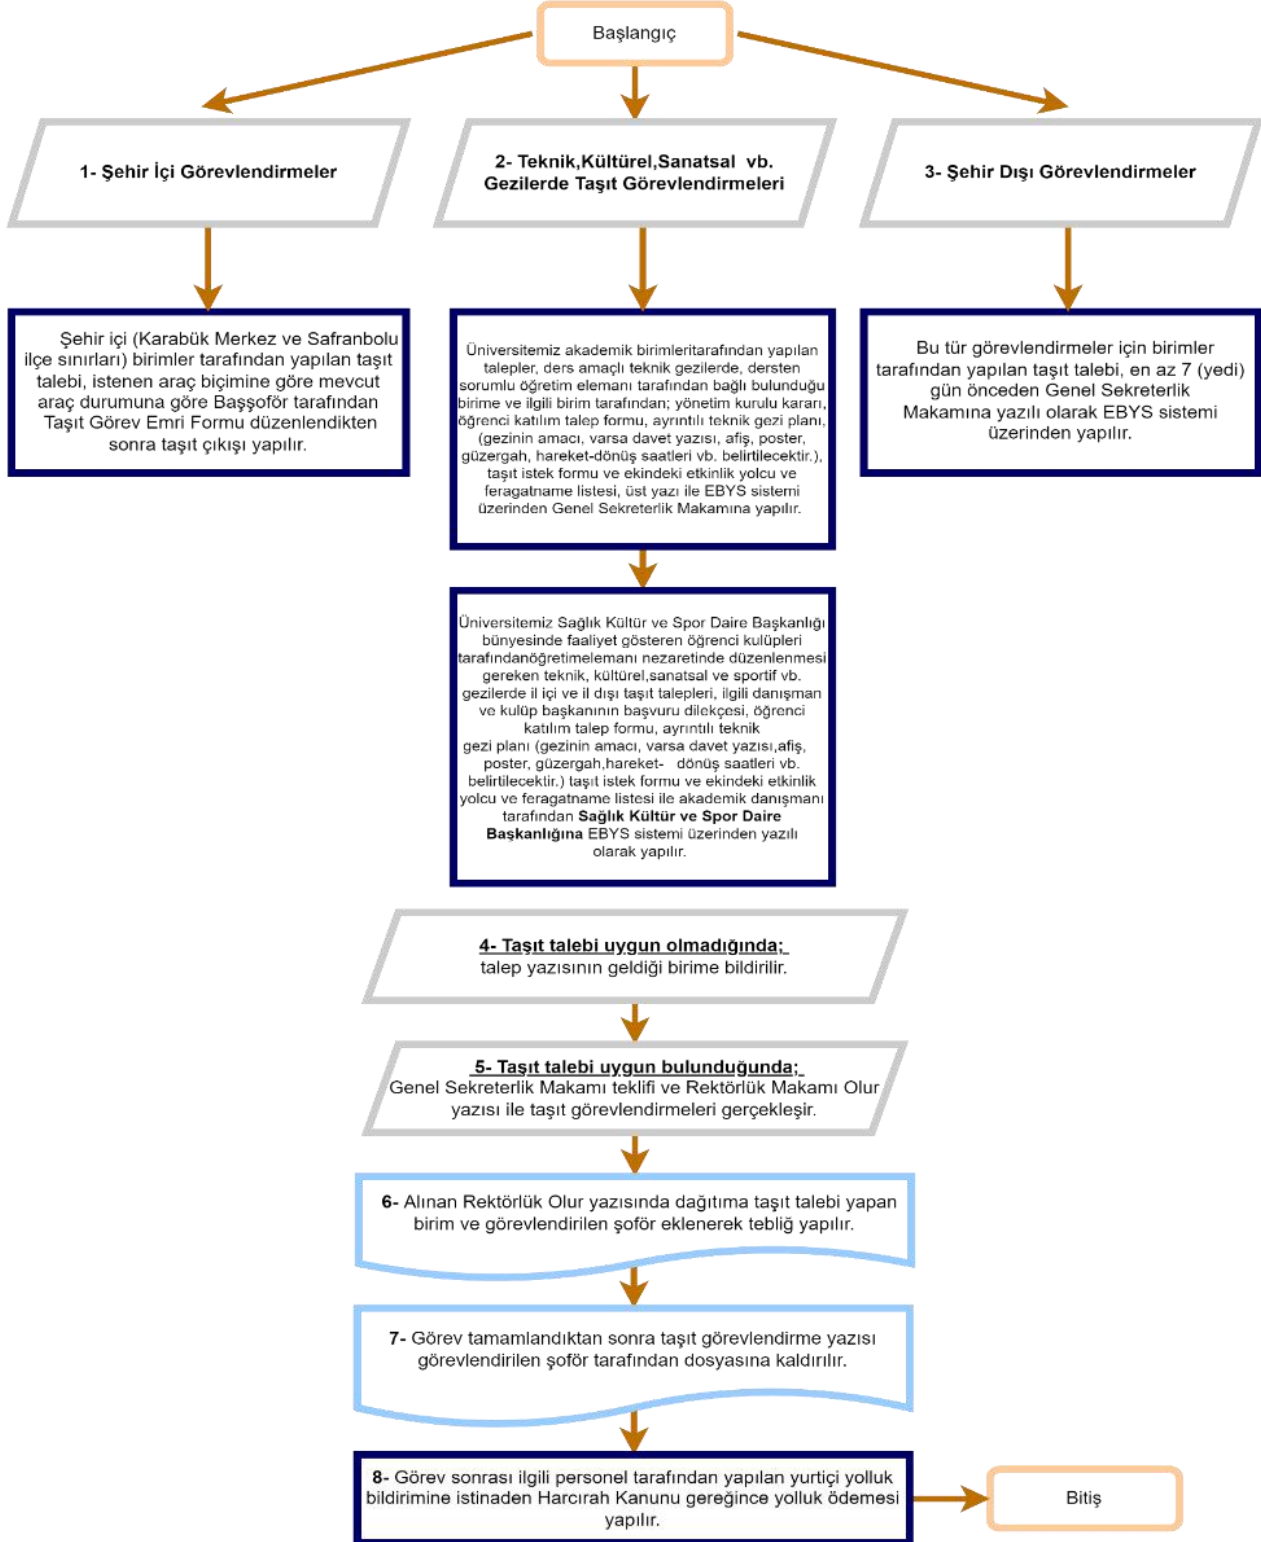 Başlangıç
1- Şehir İçi Görevlendirmeler
2- Teknik,Kültürel,Sanatsal vb.
Gezilerde Taşıt Görevlendirmeleri
3- Şehir Dışı Görevlendirmeler
Şehir içi (Karabük Merkez ve Safranbolu
ilçe sınırları) birimler tarafından yapılan taşıt
talebi, istenen araç biçimine göre mevcut
araç durumuna göre Başşoför tarafından
Taşıt Görev Emri Formu düzenlendikten
sonra taşıt çıkışı yapılır.
Üniversitemiz akademik birimleritarafından yapılan
talepler, ders amaçlı teknik gezilerde, dersten
sorumlu öğretim elemanı tarafından bağlı bulunduğu
birime ve ilgili birim tarafından; yönetim kurulu kararı,
öğrenci katılım talep formu, ayrıntılı teknik gezi planı,
(gezinin amacı, varsa davet yazısı, afiş, poster,
güzergah, hareket-dönüş saatleri vb. belirtilecektir.),
taşıt istek formu ve ekindeki etkinlik yolcu ve
feragatname listesi, üst yazı ile EBYS sistemi
üzerinden Genel Sekreterlik Makamına yapılır.
Bu tür görevlendirmeler için birimler
tarafından yapılan taşıt talebi, en az 7 (yedi)
gün önceden Genel Sekreterlik
Makamına yazılı olarak EBYS sistemi
üzerinden yapılır.
Üniversitemiz Sağlık Kültür ve Spor Daire Başkanlığı
bünyesinde faaliyet gösteren öğrenci kulüpleri
tarafındanöğretimelemanı nezaretinde düzenlenmesi
gereken teknik, kültürel,sanatsal ve sportif vb.
gezilerde il içi ve il dışı taşıt talepleri, ilgili danışman
ve kulüp başkanının başvuru dilekçesi, öğrenci
katılım talep formu, ayrıntılı teknik
gezi planı (gezinin amacı, varsa davet yazısı,afiş,
poster, güzergah,hareket- dönüş saatleri vb.
belirtilecektir.) taşıt istek formu ve ekindeki etkinlik
yolcu ve feragatname listesi ile akademik danışmanı
tarafından Sağlık Kültür ve Spor Daire
Başkanlığına EBYS sistemi üzerinden yazılı
olarak yapılır.
4- Taşıt talebi uygun olmadığında;
talep yazısının geldiği birime bildirilir.
5- Taşıt talebi uygun bulunduğunda;
Genel Sekreterlik Makamı teklifi ve Rektörlük Makamı Olur
yazısı ile taşıt görevlendirmeleri gerçekleşir.
6- Alınan Rektörlük Olur yazısında dağıtıma taşıt talebi yapan
birim ve görevlendirilen şoför eklenerek tebliğ yapılır.
7- Görev tamamlandıktan sonra taşıt görevlendirme yazısı
görevlendirilen şoför tarafından dosyasına kaldırılır.
8- Görev sonrası ilgili personel tarafından yapılan yurtiçi yolluk
bildirimine istinaden Harcırah Kanunu gereğince yolluk ödemesi
yapılır.
Bitiş